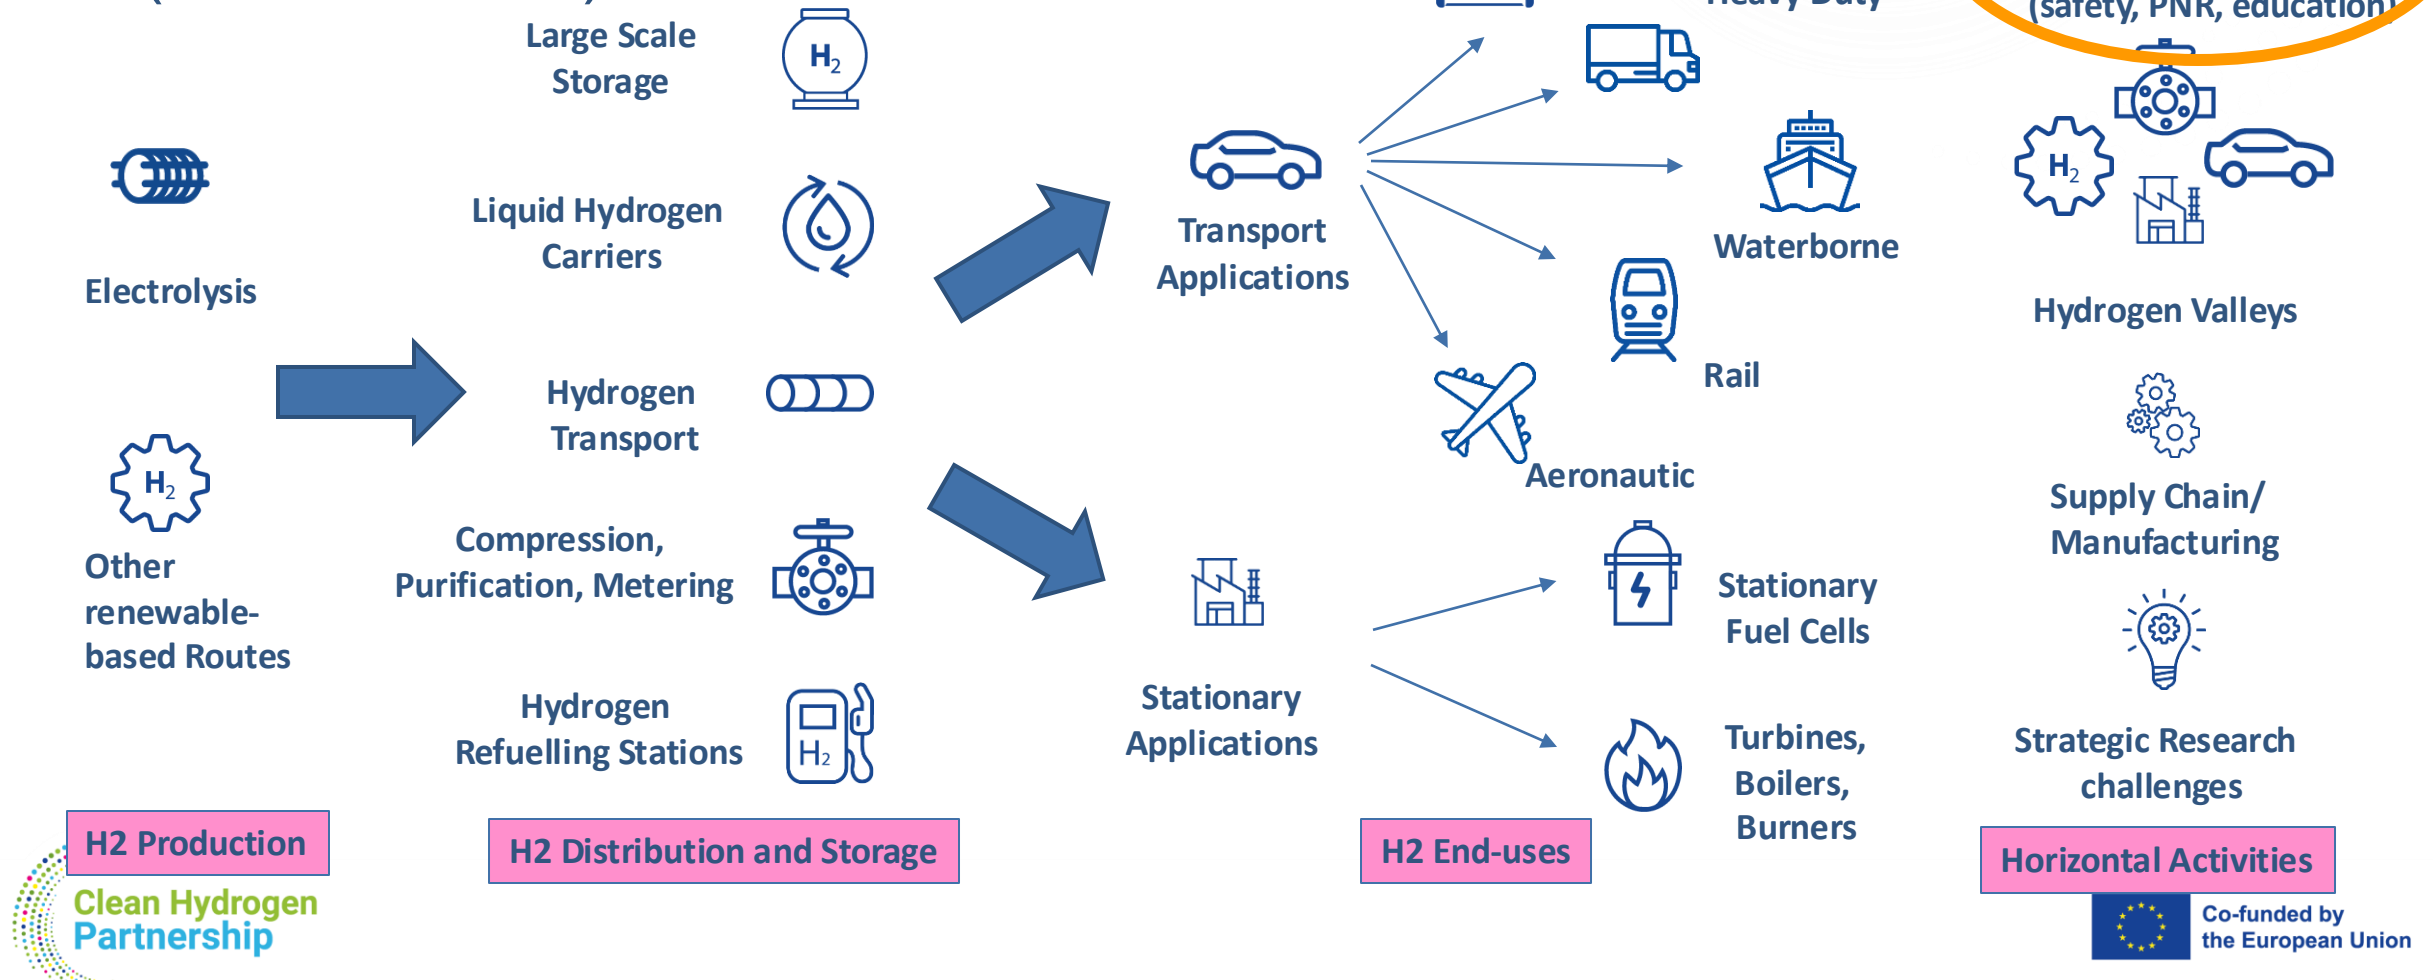 (safety, PNR, education)
Large Scale
Storage
H2
Liquid Hydrogen
Carriers
Electrolysis
Hydrogen
Transport
H2
Other
renewable-
based Routes
Compression,
Purification, Metering
Hydrogen
Refuelling Stations
H2
Transport
Applications
Stationary
Applications
Waterborne
Rail
Aeronautic
Stationary
Fuel Cells
Turbines,
Boilers,
Burners
H2
Hydrogen Valleys
Supply Chain/
Manufacturing
Strategic Research
challenges
H2 Production
H2 Distribution and Storage
H2 End-uses
Horizontal Activities
Clean Hydrogen
Partnership
Co-funded by
the European Union